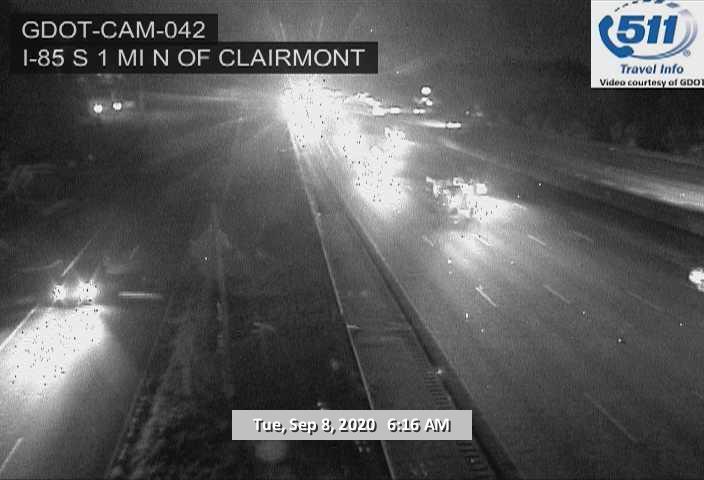 GDOT-CAM-042
I-85 S 1 MI N OF CLAIRMONT
511
Travel Info
Video courtesy of GDOT
Tue, Sep 8, 2020 6:16 AM